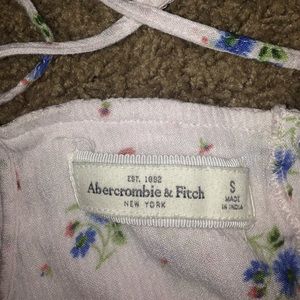 EST. 1892
Abercrombie & Fitch
NEW YORK
S
MADE
IN INDIA